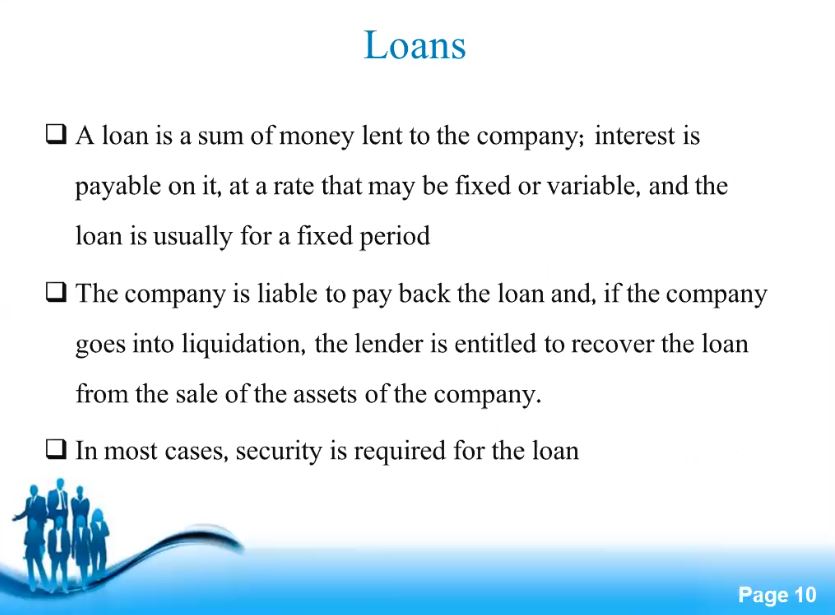 Loans
❑ A loan is a sum of money lent to the company; interest is
payable on it, at a rate that may be fixed or variable, and the
loan is usually for a fixed period
❑ The company is liable to pay back the loan and, if the company
goes into liquidation, the lender is entitled to recover the loan
from the sale of the assets of the company.
❑ In most cases, security is required for the loan
Page 10